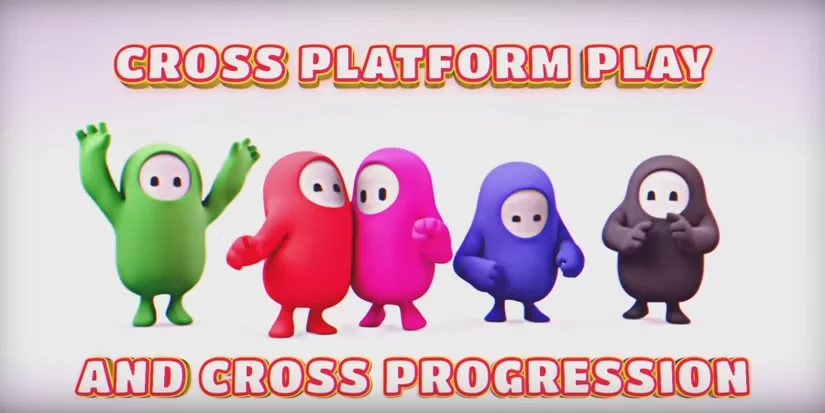 CROSS PLATFORM PLAY
AND CROSS PROGRESSION